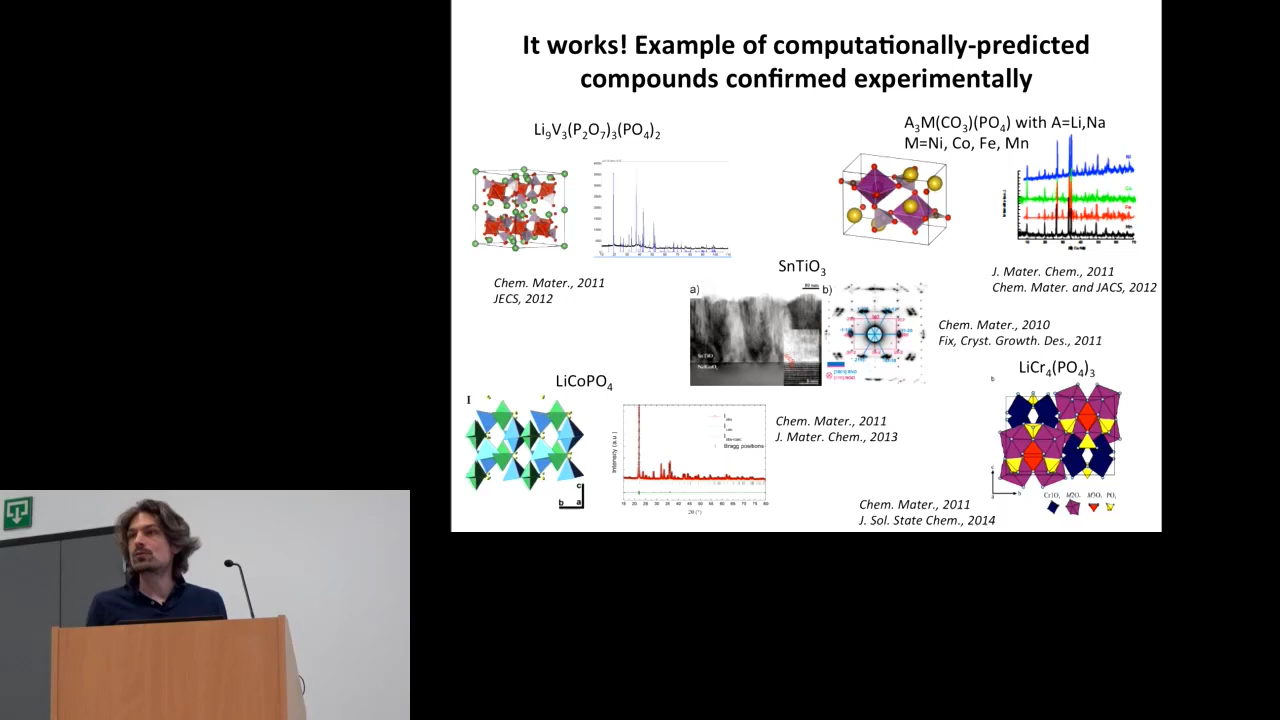 It works! Example of computationally-predicted
compounds confirmed experimentally
Li₉V₃(P₂O₇)₃(PO₄)₂
A₃M(CO₃)(PO₄) with A=Li,Na
M=Ni, Co, Fe, Mn
Chem. Mater., 2011
JECS, 2012
J. Mater. Chem., 2011
Chem. Mater. and JACS, 2012
SnTiO₃
a)
b)
Chem. Mater., 2010
Fix, Cryst. Growth. Des., 2011
LiCoPO₄
I
c
b
a
Intensity (a.u.)
Bragg positions
2θ (°)
Chem. Mater., 2011
J. Mater. Chem., 2013
LiCr₄(PO₄)₃
b
c
a
b
Chem. Mater., 2011
J. Sol. State Chem., 2014